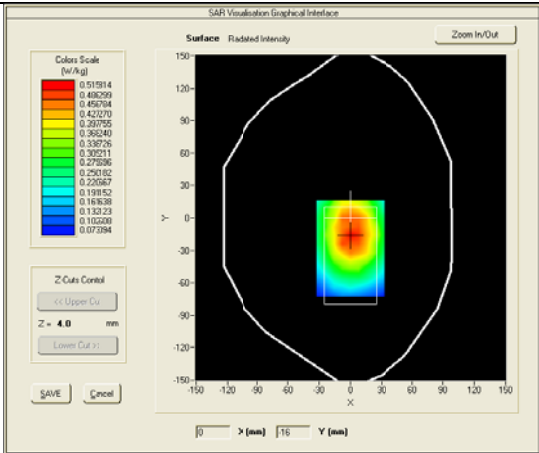 SAR Visualisation Graphical Interface
Surface Radiated Intensity
Zoom In/Out
Colors Scale
(W/kg)
0.515814
0.486299
0.456784
0.427270
0.397755
0.368240
0.338726
0.309211
0.279696
0.250182
0.220667
0.191152
0.161638
0.132123
0.102608
0.073094
Z-Cuts Control
<< Upper Cu
Z = 4.0 mm
Lower Cut >:
SAVE
Cancel
150
120
90
60
30
0
-30
-60
-90
-120
-150
Y
-150 -120 -90 -60 -30 0 30 60 90 120 150
X
0 X (mm) -16 Y (mm)